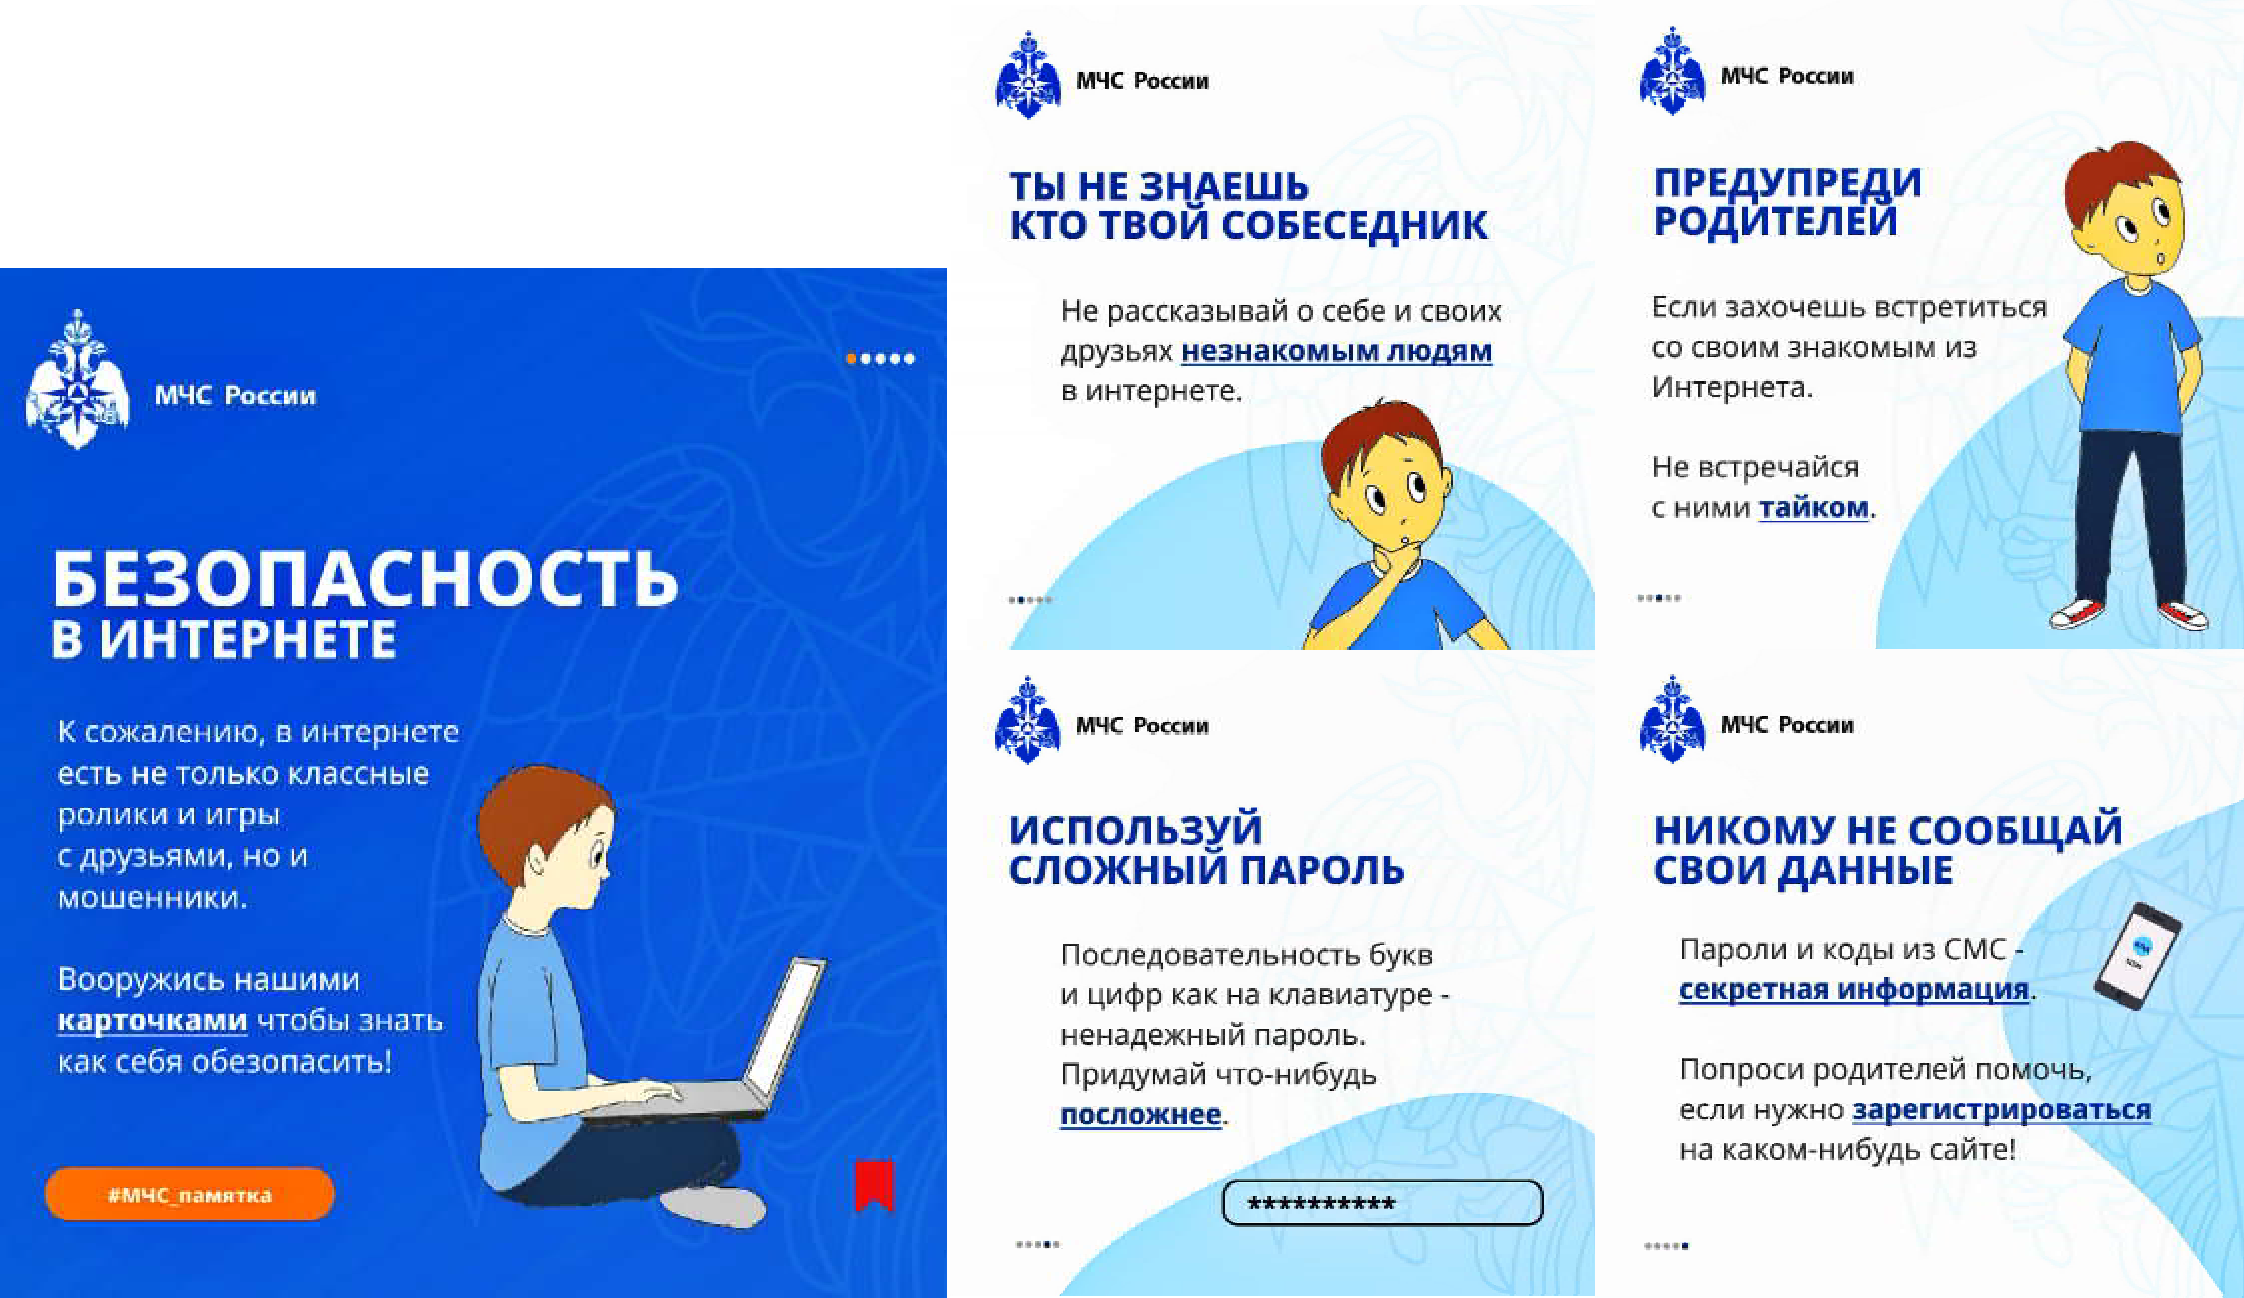 МЧС России
БЕЗОПАСНОСТЬ
В ИНТЕРНЕТЕ
К сожалению, в интернете
есть не только классные
ролики и игры
с друзьями, но и
мошенники.
Вооружись нашими
карточками чтобы знать
как себя обезопасить!
#МЧС_памятка
МЧС России
ТЫ НЕ ЗНАЕШЬ
КТО ТВОЙ СОБЕСЕДНИК
Не рассказывай о себе и своих
друзьях незнакомым людям
в интернете.
МЧС России
ПРЕДУПРЕДИ
РОДИТЕЛЕЙ
Если захочешь встретиться
со своим знакомым из
Интернета.
Не встречайся
с ними тайком.
МЧС России
ИСПОЛЬЗУЙ
СЛОЖНЫЙ ПАРОЛЬ
Последовательность букв
и цифр как на клавиатуре -
ненадежный пароль.
Придумай что-нибудь
посложнее.
**********
МЧС России
НИКОМУ НЕ СООБЩАЙ
СВОИ ДАННЫЕ
Пароли и коды из СМС -
секретная информация.
Попроси родителей помочь,
если нужно зарегистрироваться
на каком-нибудь сайте!